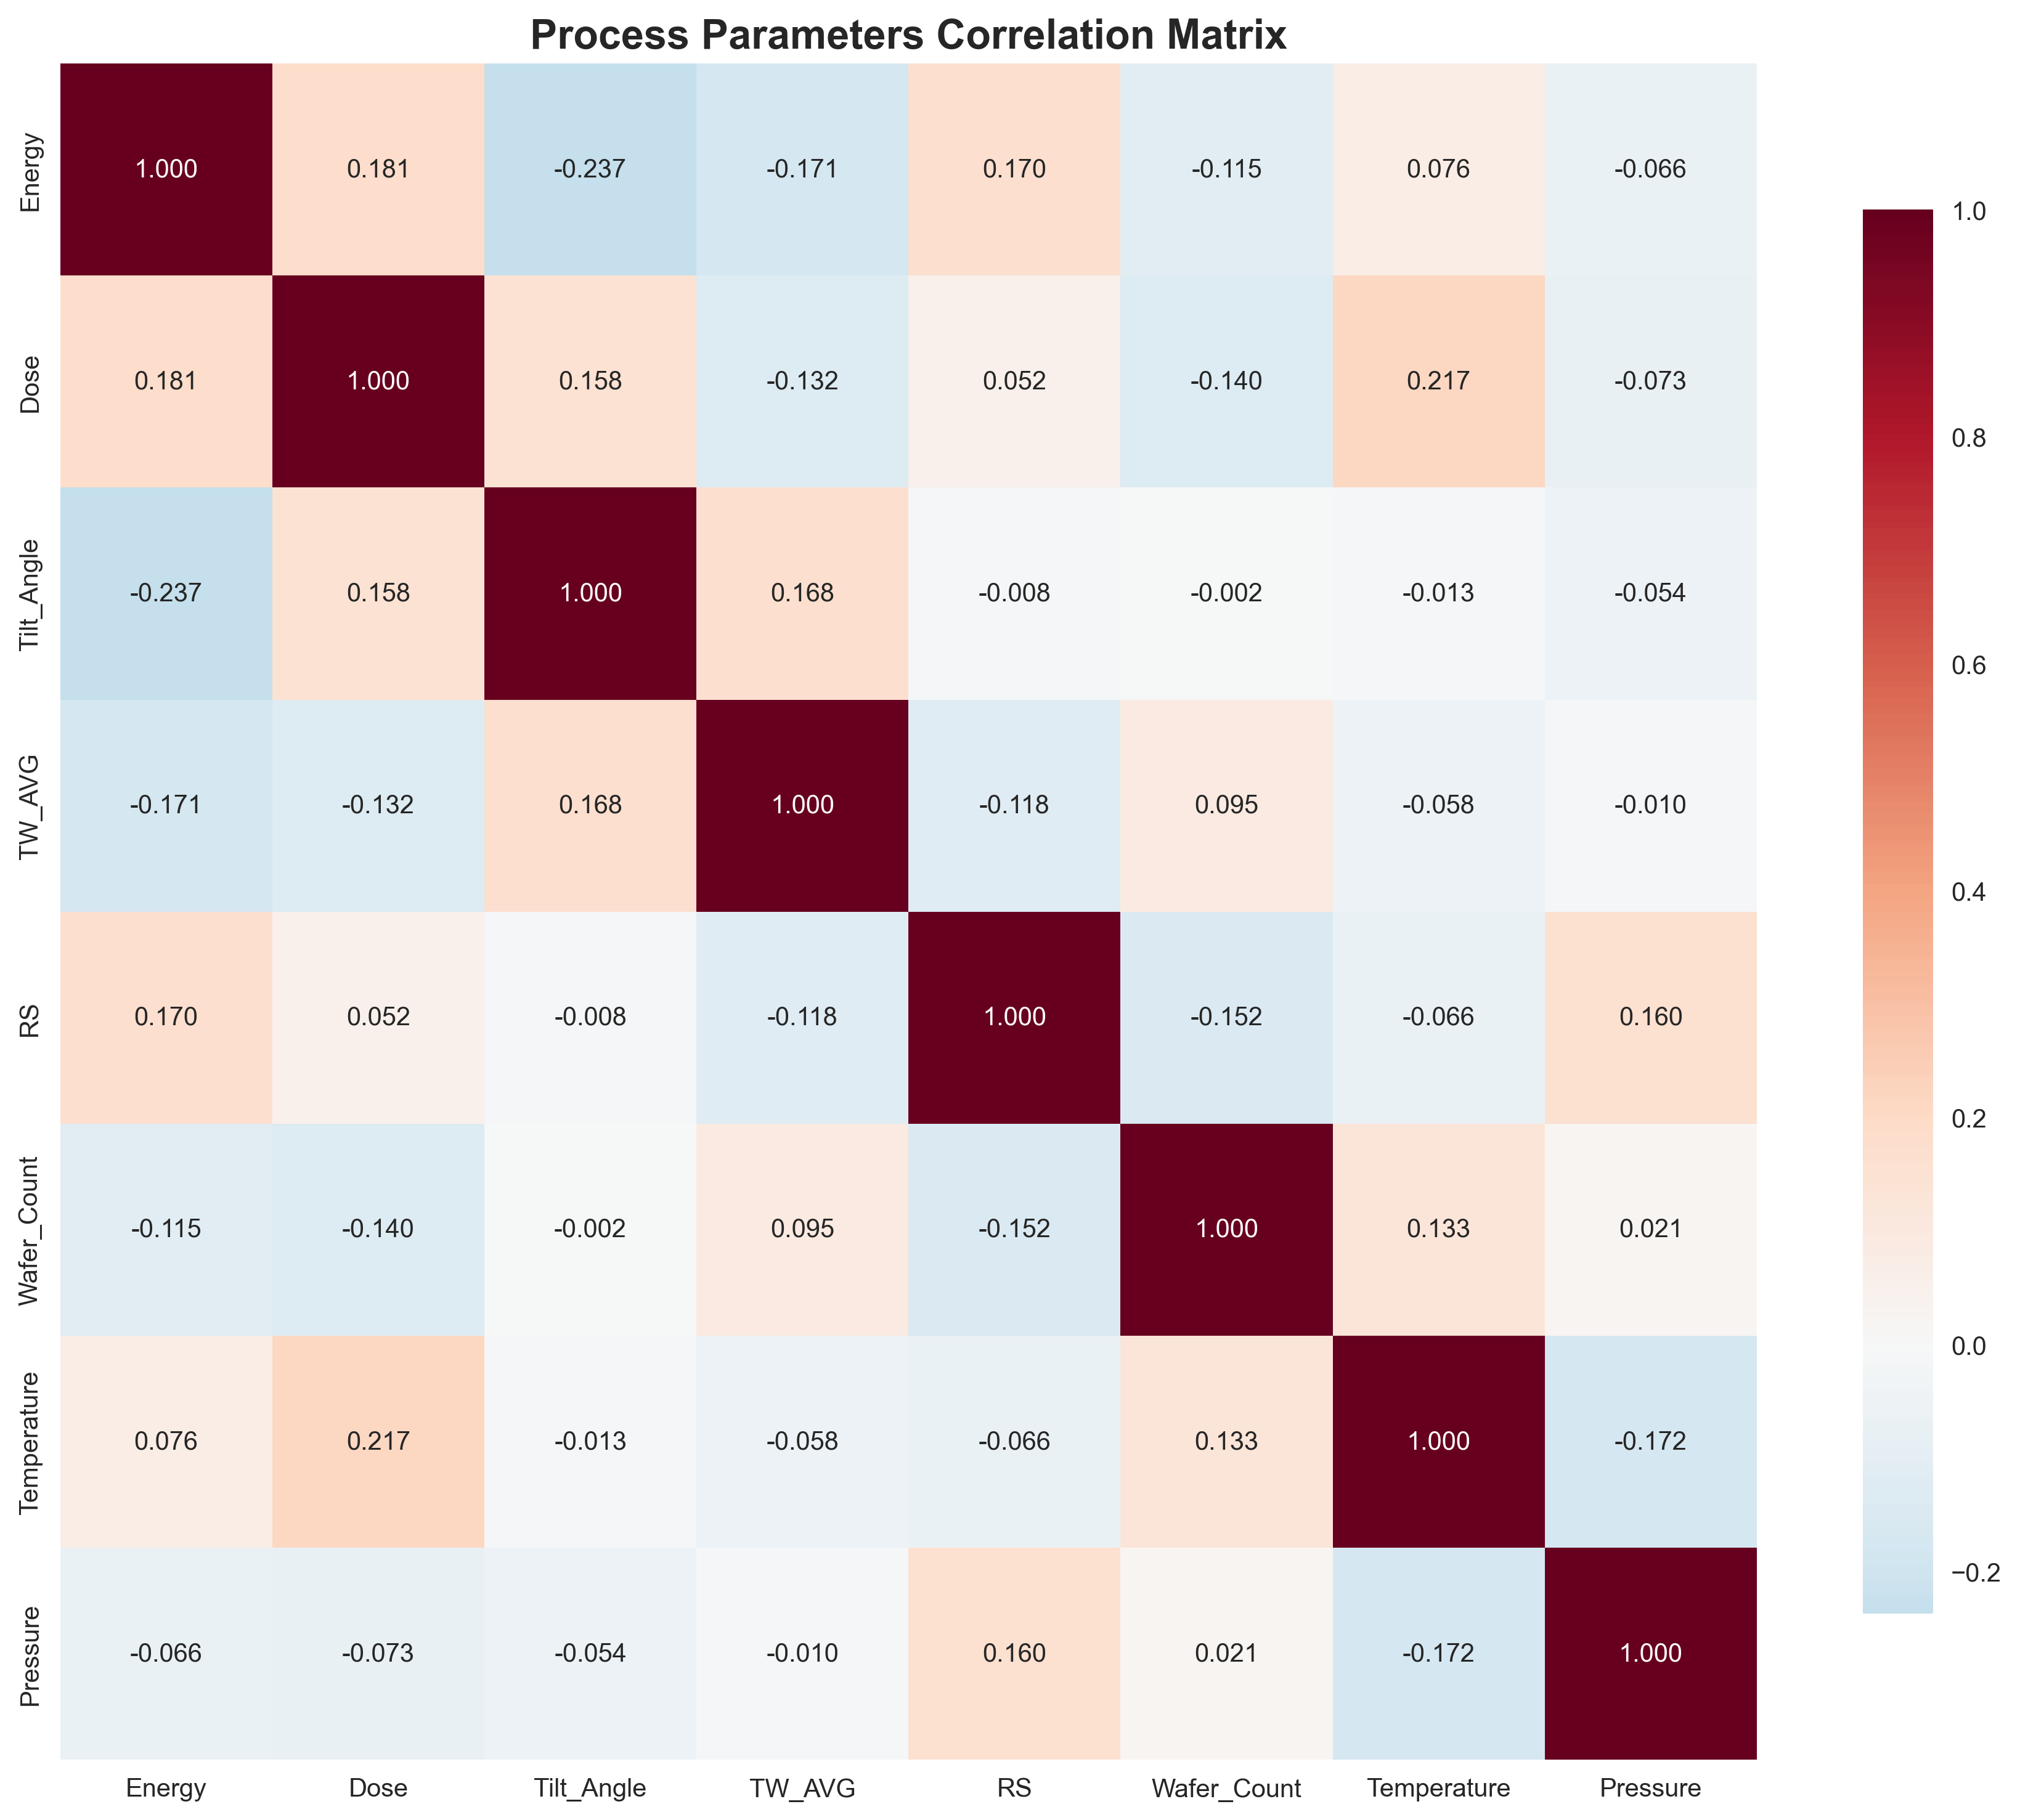 Process Parameters Correlation Matrix
Energy 1.000 0.181 -0.237 -0.171 0.170 -0.115 0.076 -0.066
Dose 0.181 1.000 0.158 -0.132 0.052 -0.140 0.217 -0.073
Tilt_Angle -0.237 0.158 1.000 0.168 -0.008 -0.002 -0.013 -0.054
TW_AVG -0.171 -0.132 0.168 1.000 -0.118 0.095 -0.058 -0.010
RS 0.170 0.052 -0.008 -0.118 1.000 -0.152 -0.066 0.160
Wafer_Count -0.115 -0.140 -0.002 0.095 -0.152 1.000 0.133 0.021
Temperature 0.076 0.217 -0.013 -0.058 -0.066 0.133 1.000 -0.172
Pressure -0.066 -0.073 -0.054 -0.010 0.160 0.021 -0.172 1.000
Energy Dose Tilt_Angle TW_AVG RS Wafer_Count Temperature Pressure
1.0
0.8
0.6
0.4
0.2
0.0
−0.2